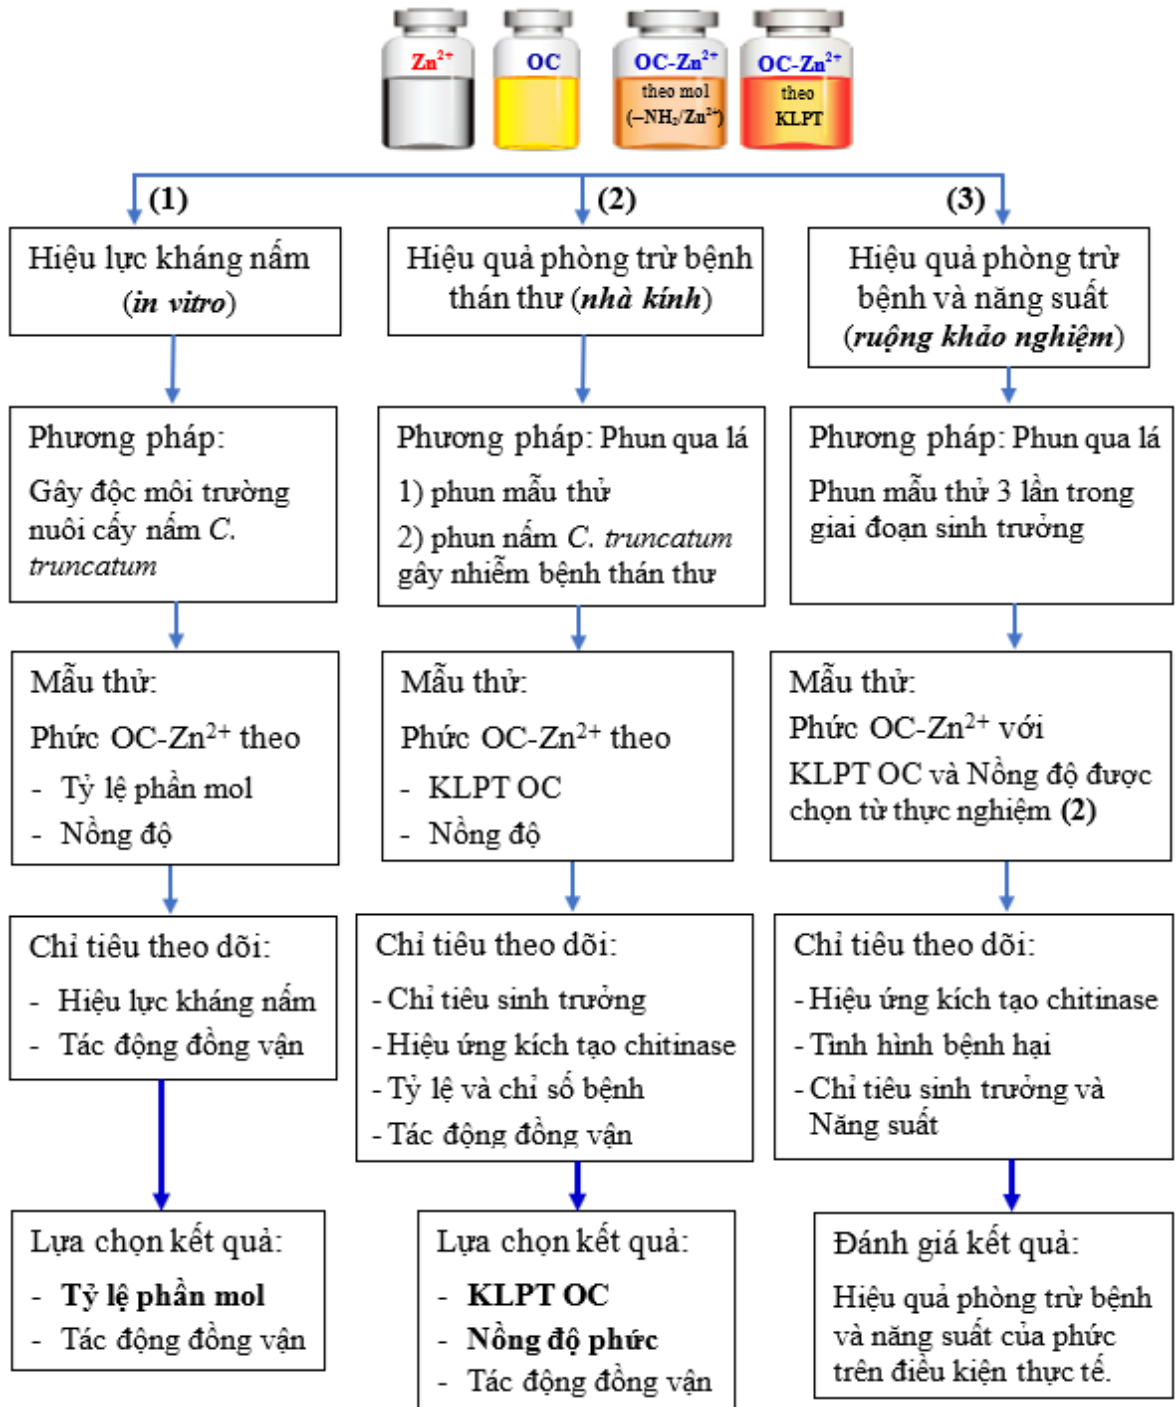 Zn²⁺
OC
OC-Zn²⁺
theo mol
(–NH₂/Zn²⁺)
OC-Zn²⁺
theo
KLPT
(1)
(2)
(3)
Hiệu lực kháng nấm
(in vitro)
Hiệu quả phòng trừ bệnh
thán thư (nhà kính)
Hiệu quả phòng trừ
bệnh và năng suất
(ruộng khảo nghiệm)
Phương pháp:
Gây độc môi trường
nuôi cấy nấm C.
truncatum
Phương pháp: Phun qua lá
1) phun mẫu thử
2) phun nấm C. truncatum
gây nhiễm bệnh thán thư
Phương pháp: Phun qua lá
Phun mẫu thử 3 lần trong
giai đoạn sinh trưởng
Mẫu thử:
Phức OC-Zn²⁺ theo
- Tỷ lệ phần mol
- Nồng độ
Mẫu thử:
Phức OC-Zn²⁺ theo
- KLPT OC
- Nồng độ
Mẫu thử:
Phức OC-Zn²⁺ với
KLPT OC và Nồng độ được
chọn từ thực nghiệm (2)
Chỉ tiêu theo dõi:
- Hiệu lực kháng nấm
- Tác động đồng vận
Chỉ tiêu theo dõi:
- Chỉ tiêu sinh trưởng
- Hiệu ứng kích tạo chitinase
- Tỷ lệ và chỉ số bệnh
- Tác động đồng vận
Chỉ tiêu theo dõi:
- Hiệu ứng kích tạo chitinase
- Tình hình bệnh hại
- Chỉ tiêu sinh trưởng và
Năng suất
Lựa chọn kết quả:
- Tỷ lệ phần mol
- Tác động đồng vận
Lựa chọn kết quả:
- KLPT OC
- Nồng độ phức
- Tác động đồng vận
Đánh giá kết quả:
Hiệu quả phòng trừ bệnh
và năng suất của phức
trên điều kiện thực tế.